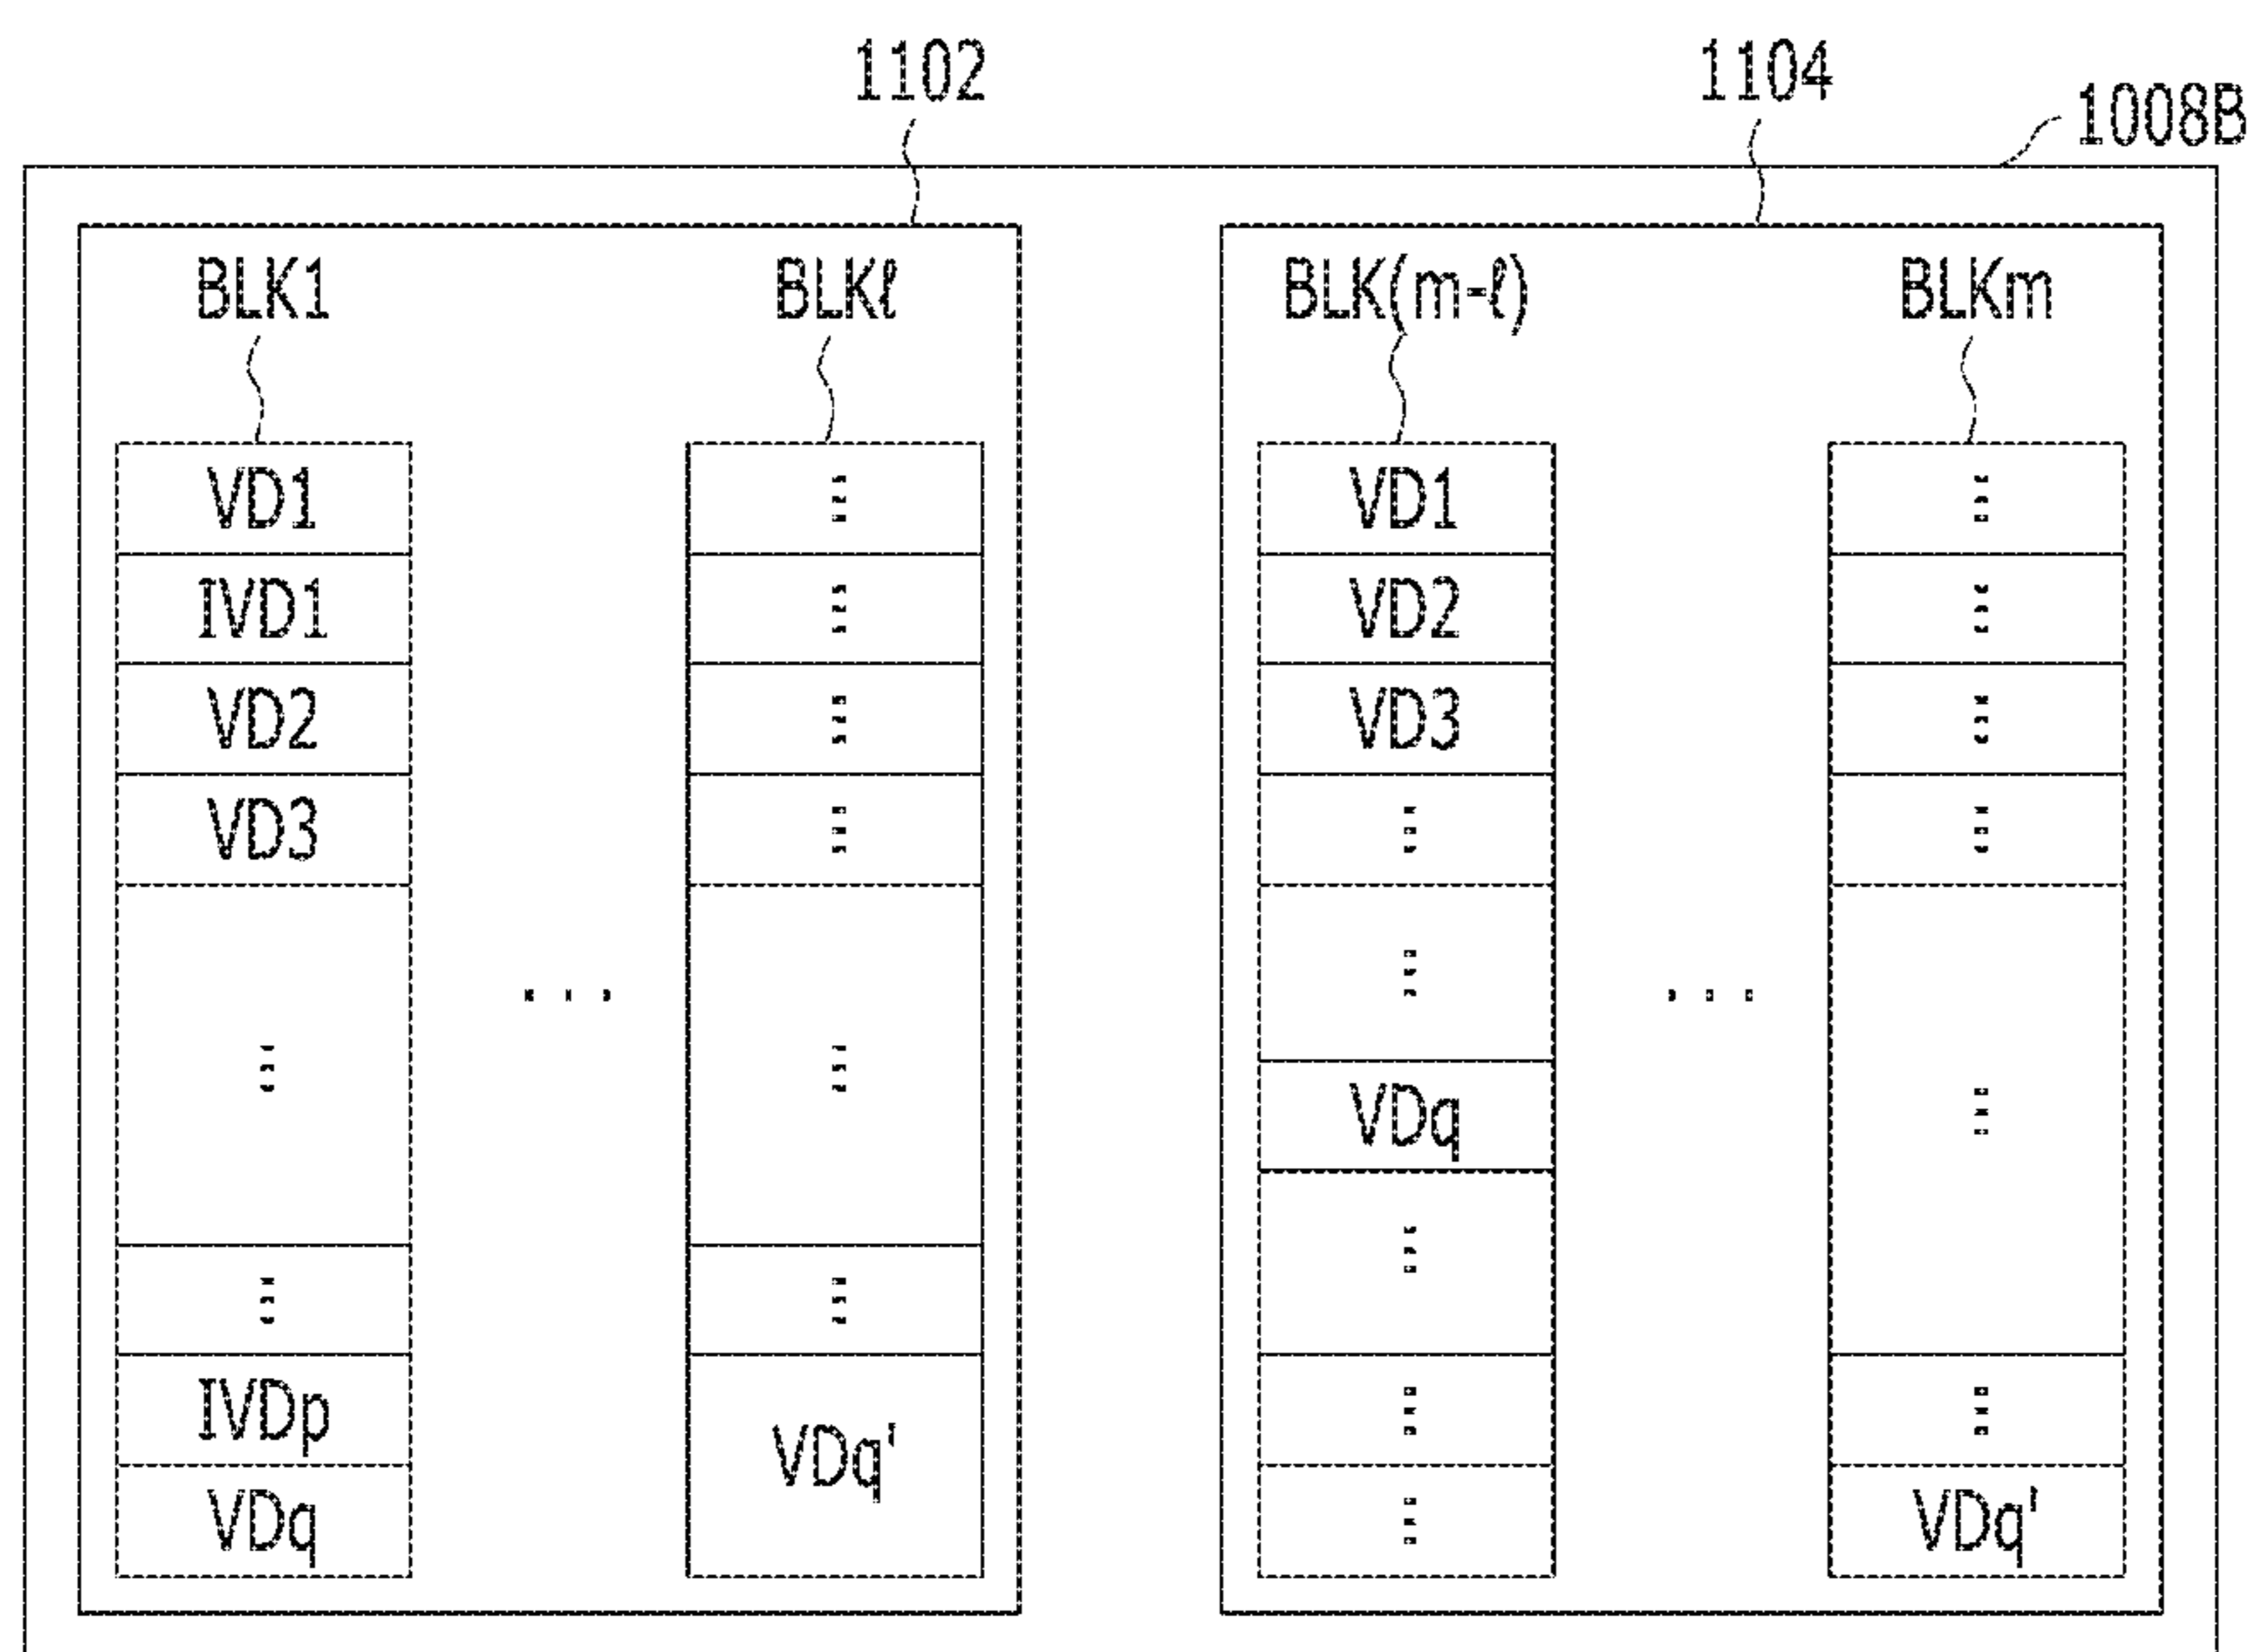 1102 1104 1008B
BLK1 BLKℓ BLK(m-ℓ) BLKm
VD1 ⋮ VD1 ⋮
IVD1 ⋮ VD2 ⋮
VD2 ⋮ VD3 ⋮
VD3 ⋮ ⋮ ⋮
⋮ ... ⋮ ⋮ ... ⋮
VDq
⋮ ⋮ ⋮
IVDp VDq' ⋮ ⋮
VDq ⋮ VDq'